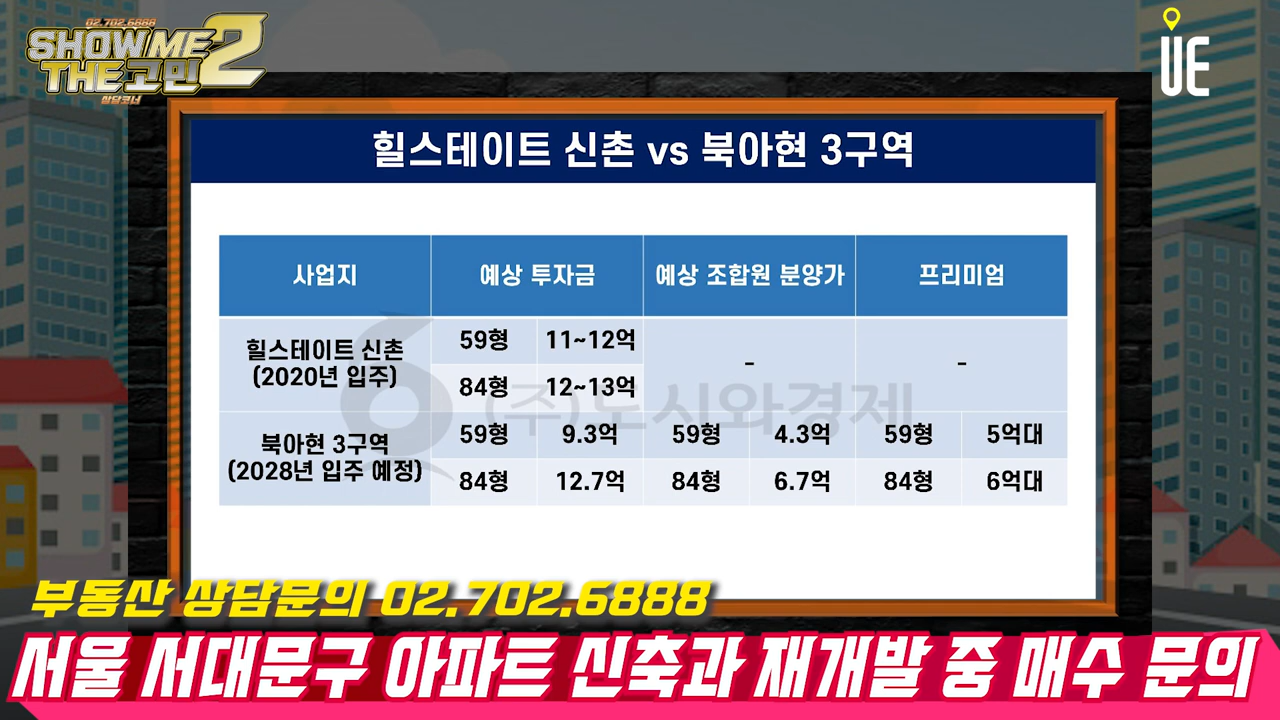 02.702.6888
SHOW ME
THE고민2
상담코너
UE
힐스테이트 신촌 vs 북아현 3구역
사업지 예상 투자금 예상 조합원 분양가 프리미엄
힐스테이트 신촌
(2020년 입주)
59형 11~12억 - -
84형 12~13억
북아현 3구역
(2028년 입주 예정)
59형 9.3억 59형 4.3억 59형 5억대
84형 12.7억 84형 6.7억 84형 6억대
(주)도시와경제
부동산 상담문의 02.702.6888
서울 서대문구 아파트 신축과 재개발 중 매수 문의